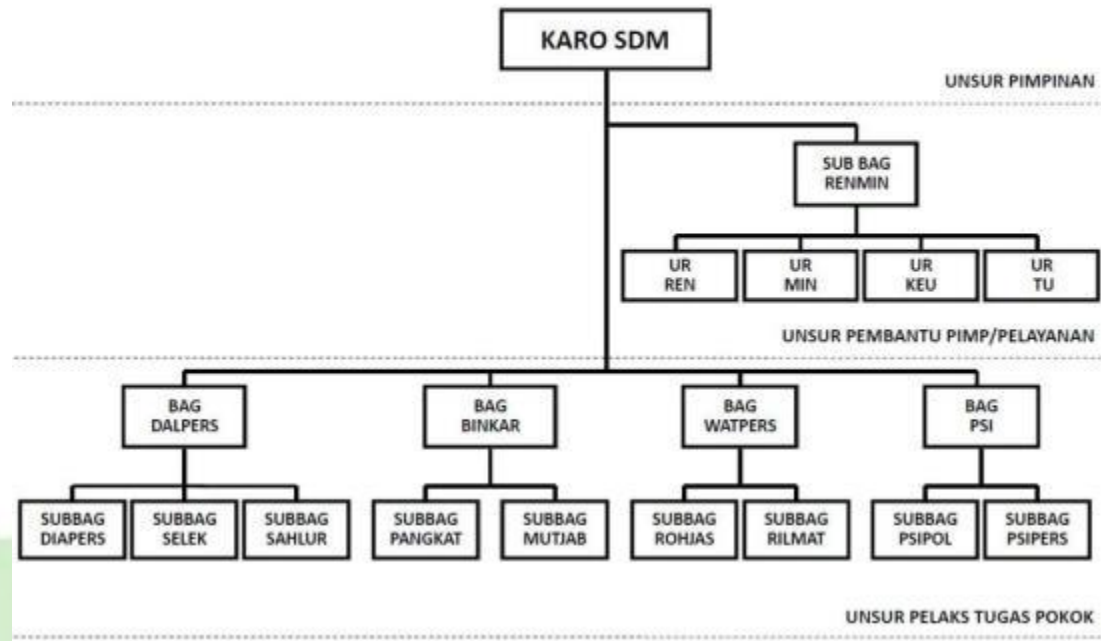 KARO SDM
UNSUR PIMPINAN
SUB BAG
RENMIN
UR
REN
UR
MIN
UR
KEU
UR
TU
UNSUR PEMBANTU PIMP/PELAYANAN
BAG
DALPERS
BAG
BINKAR
BAG
WATPERS
BAG
PSI
SUBBAG
DIAPERS
SUBBAG
SELEK
SUBBAG
SAHLUR
SUBBAG
PANGKAT
SUBBAG
MUTJAB
SUBBAG
ROHJAS
SUBBAG
RILMAT
SUBBAG
PSIPOL
SUBBAG
PSIPERS
UNSUR PELAKS TUGAS POKOK